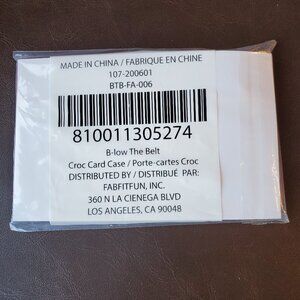 MADE IN CHINA / FABRIQUE EN CHINE
107-200601
BTB-FA-006
810011305274
B-low The Belt
Croc Card Case / Porte-cartes Croc
DISTRIBUTED BY / DISTRIBUÉ PAR:
FABFITFUN, INC.
360 N LA CIENEGA BLVD
LOS ANGELES, CA 90048